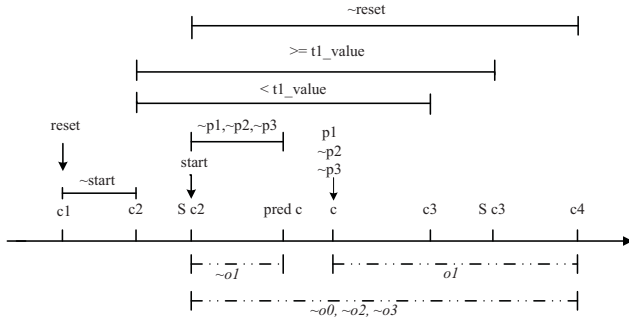 ~reset
>= t1_value
< t1_value
reset
~p1,~p2,~p3
p1
~p2
~p3
start
~start
c1 c2 S c2 pred c c c3 S c3 c4
~o1 o1
~o0, ~o2, ~o3